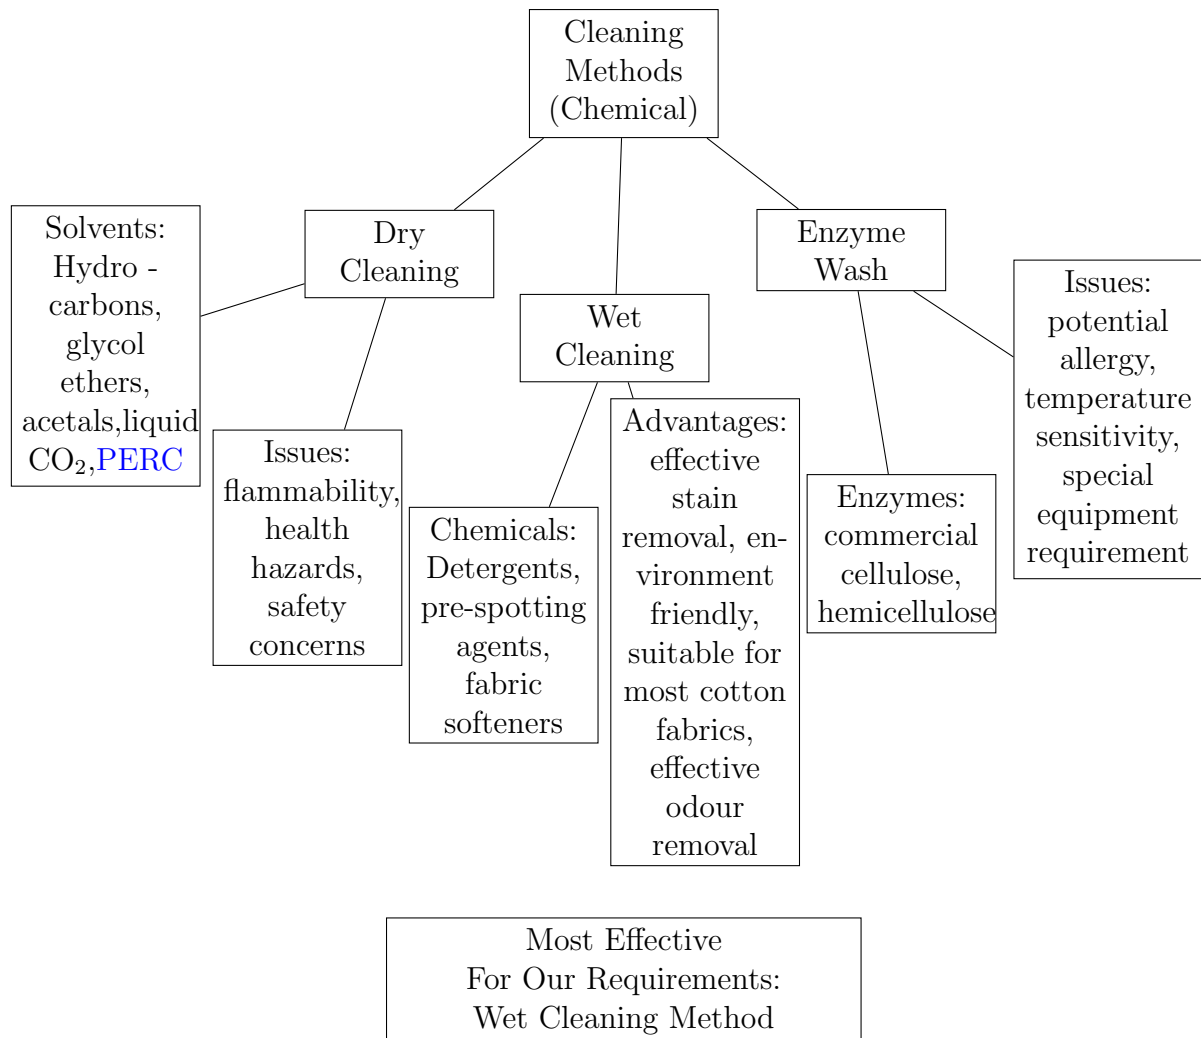 Cleaning
Methods
(Chemical)
Solvents:
Hydro -
carbons,
glycol
ethers,
acetals,liquid
CO₂,PERC
Dry
Cleaning
Issues:
flammability,
health
hazards,
safety
concerns
Wet
Cleaning
Chemicals:
Detergents,
pre-spotting
agents,
fabric
softeners
Advantages:
effective
stain
removal, en-
vironment
friendly,
suitable for
most cotton
fabrics,
effective
odour
removal
Enzyme
Wash
Enzymes:
commercial
cellulose,
hemicellulose
Issues:
potential
allergy,
temperature
sensitivity,
special
equipment
requirement
Most Effective
For Our Requirements:
Wet Cleaning Method